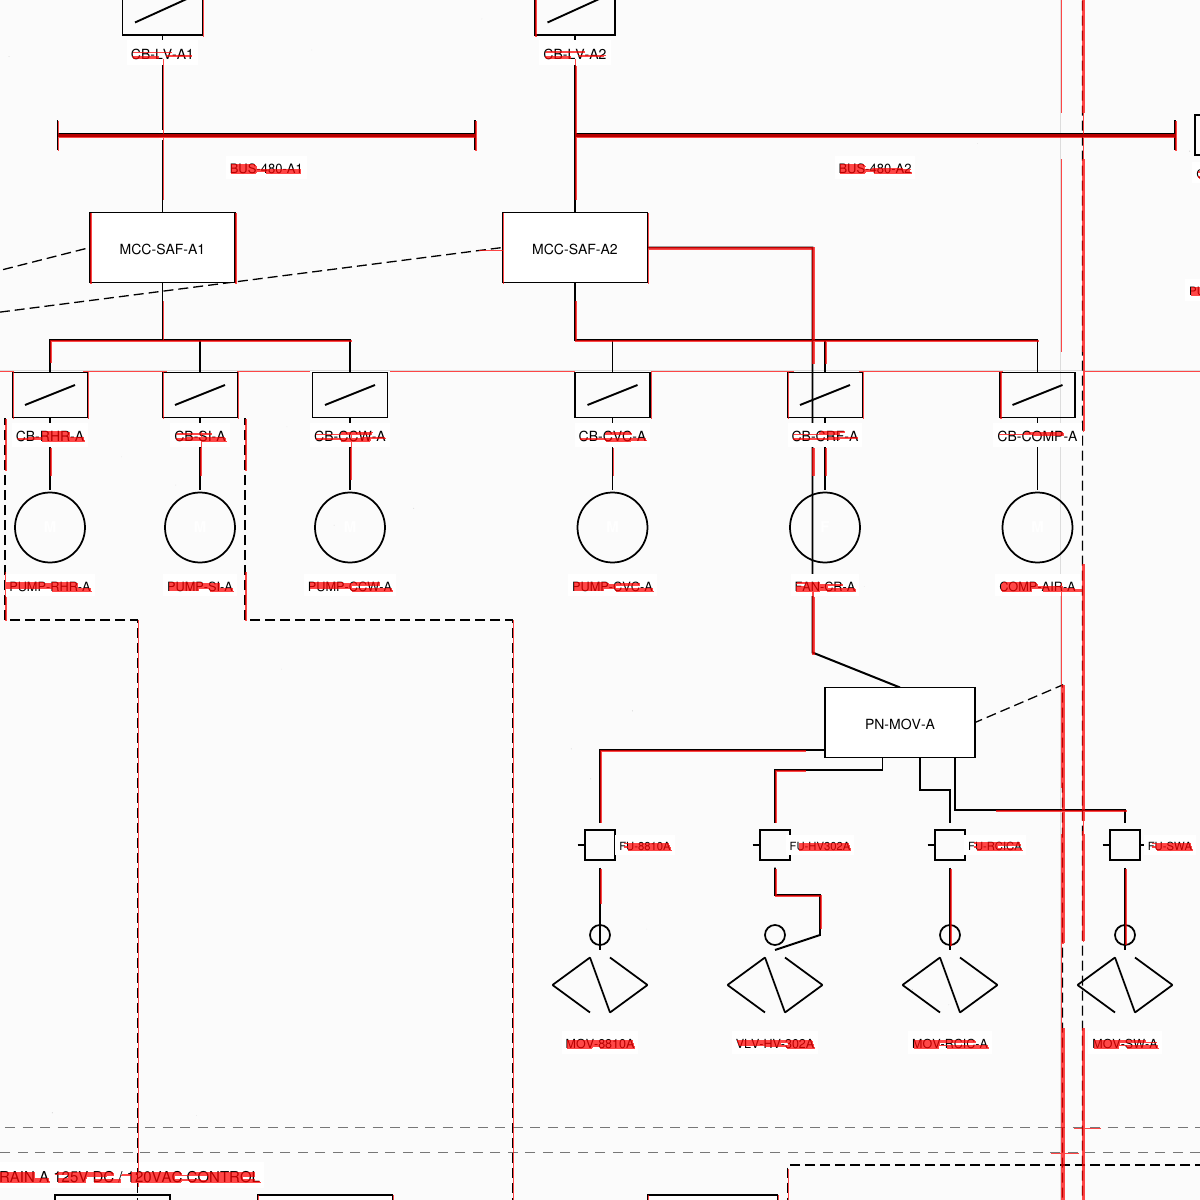 CB-LV-A1
CB-LV-A2
BUS-480-A1
BUS-480-A2
MCC-SAF-A1
MCC-SAF-A2
CB-RHR-A
CB-SI-A
CB-CCW-A
CB-CVC-A
CB-CRF-A
CB-COMP-A
PUMP-RHR-A
PUMP-SI-A
PUMP-CCW-A
PUMP-CVC-A
FAN-CR-A
COMP-AIR-A
PN-MOV-A
FU-8810A
FU-HV302A
FU-RCICA
FU-SWA
MOV-8810A
VLV-HV-302A
MOV-RCIC-A
MOV-SW-A
RAIN A 125V DC / 120VAC CONTROL